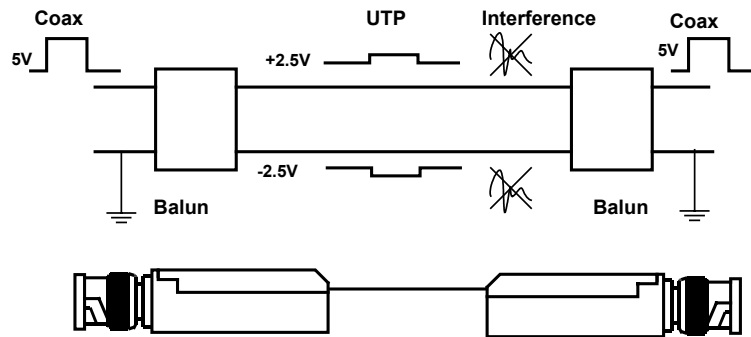 Coax
UTP
Interference
Coax
5V
+2.5V
5V
-2.5V
Balun
Balun